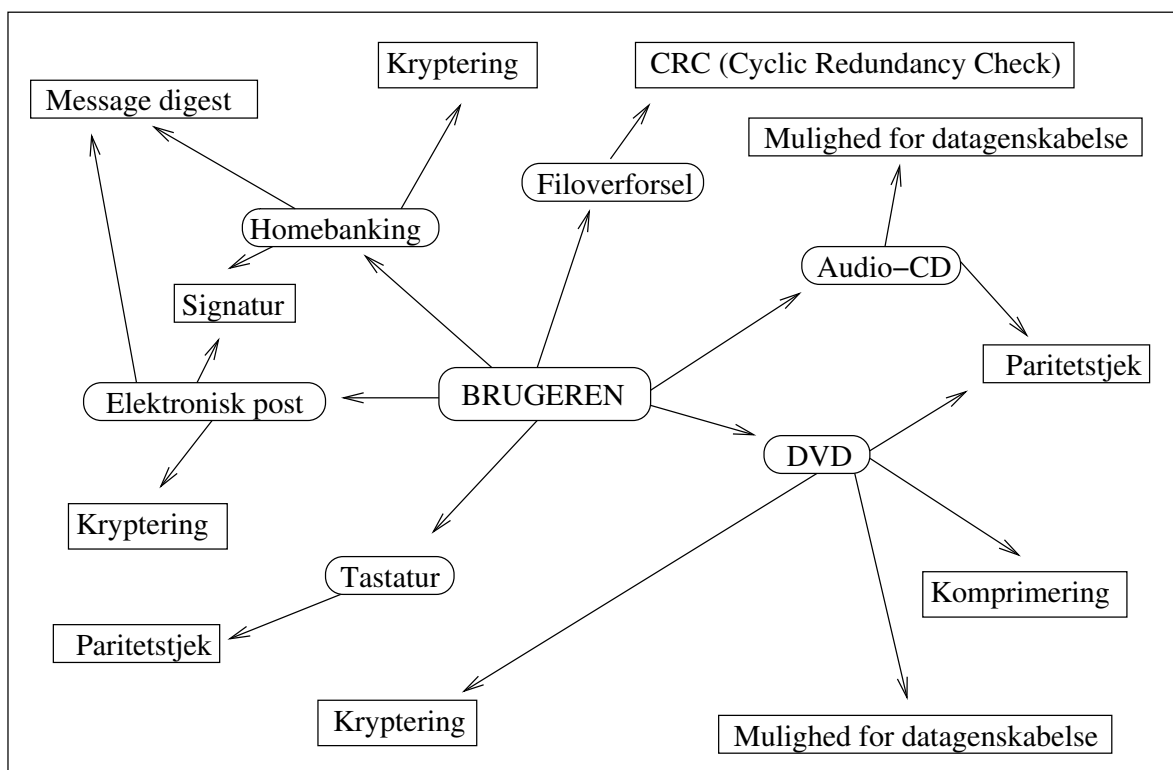 Kryptering
CRC (Cyclic Redundancy Check)
Message digest
Mulighed for datagenskabelse
Filoverforsel
Homebanking
Audio−CD
Signatur
Paritetstjek
BRUGEREN
Elektronisk post
DVD
Kryptering
Tastatur
Komprimering
Paritetstjek
Kryptering
Mulighed for datagenskabelse